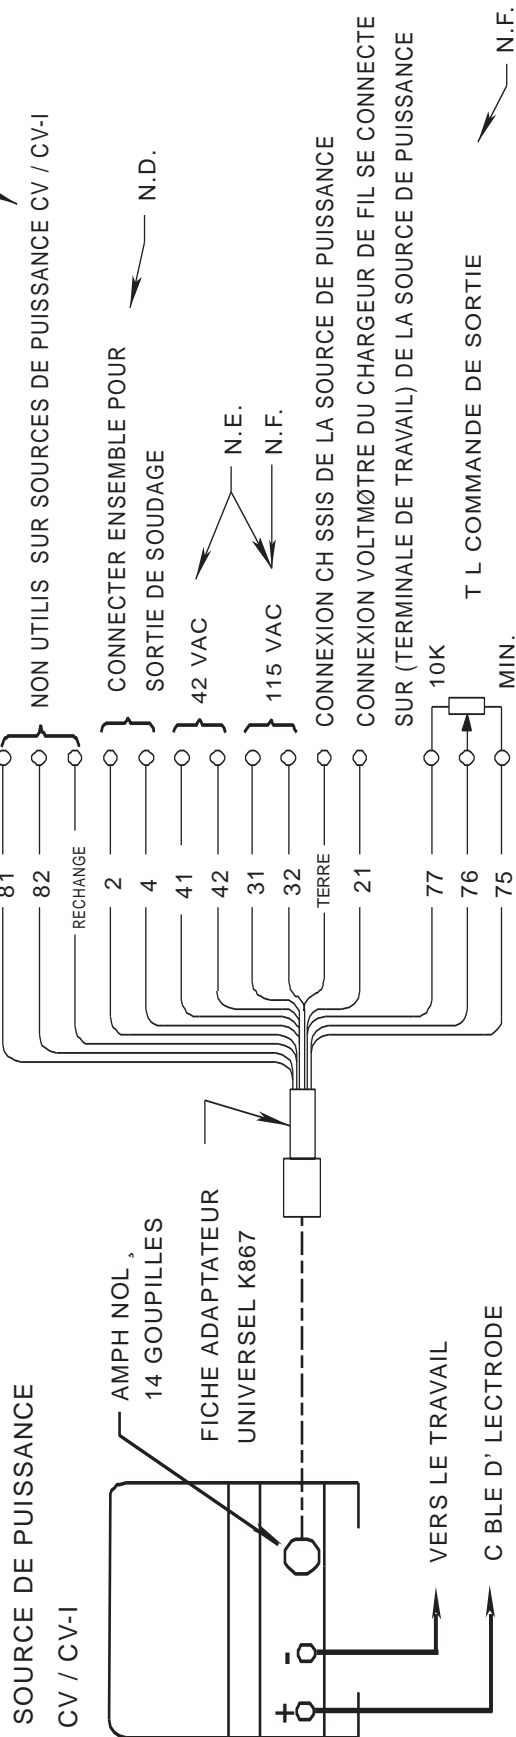 SOURCE DE PUISSANCE
CV / CV-I
AMPH NOL ,
14 GOUPILLES
FICHE ADAPTATEUR
UNIVERSEL K867
+
-
VERS LE TRAVAIL
C BLE D' LECTRODE
81
82
RECHANGE
2
4
41
42
31
32
TERRE
21
77
76
75
NON UTILIS SUR SOURCES DE PUISSANCE CV / CV-I
CONNECTER ENSEMBLE POUR
SORTIE DE SOUDAGE
N.D.
42 VAC
N.E.
115 VAC
N.F.
CONNEXION CH SSIS DE LA SOURCE DE PUISSANCE
CONNEXION VOLTMØTRE DU CHARGEUR DE FIL SE CONNECTE
SUR (TERMINALE DE TRAVAIL) DE LA SOURCE DE PUISSANCE
10K
T L COMMANDE DE SORTIE
MIN.
N.F.